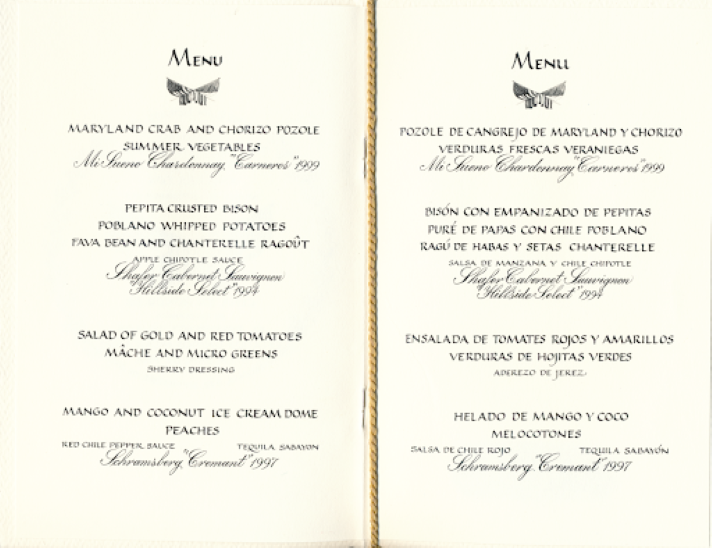 MENU
MARYLAND CRAB AND CHORIZO POZOLE
SUMMER VEGETABLES
Mi Sueno Chardonnay, "Carneros" 1999
PEPITA CRUSTED BISON
POBLANO WHIPPED POTATOES
FAVA BEAN AND CHANTERELLE RAGOÛT
APPLE CHIPOTLE SAUCE
Shafer Cabernet Sauvignon
"Hillside Select" 1994
SALAD OF GOLD AND RED TOMATOES
MÂCHE AND MICRO GREENS
SHERRY DRESSING
MANGO AND COCONUT ICE CREAM DOME
PEACHES
RED CHILE PEPPER SAUCE TEQUILA SABAYON
Schramsberg, "Cremant" 1997
MENU
POZOLE DE CANGREJO DE MARYLAND Y CHORIZO
VERDURAS FRESCAS VERANIEGAS
Mi Sueno Chardonnay, "Carneros" 1999
BISÓN CON EMPANIZADO DE PEPITAS
PURÉ DE PAPAS CON CHILE POBLANO
RAGÚ DE HABAS Y SETAS CHANTERELLE
SALSA DE MANZANA Y CHILE CHIPOTLE
Shafer Cabernet Sauvignon
"Hillside Select" 1994
ENSALADA DE TOMATES ROJOS Y AMARILLOS
VERDURAS DE HOJITAS VERDES
ADEREZO DE JEREZ
HELADO DE MANGO Y COCO
MELOCOTONES
SALSA DE CHILE ROJO TEQUILA SABAYÓN
Schramsberg, "Cremant" 1997